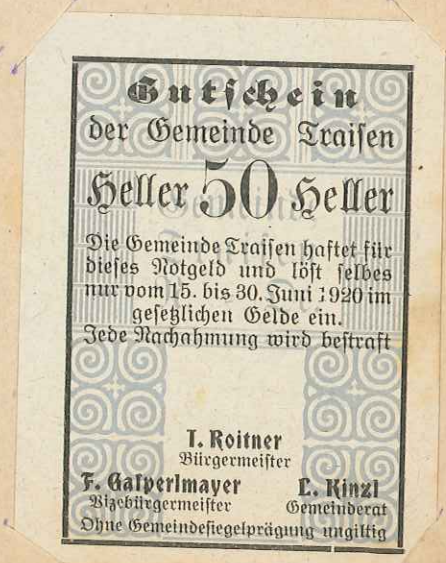 Gutschein
der Gemeinde Traisen
Heller 50 Heller
Die Gemeinde Traisen haftet für
dieses Notgeld und löst selbes
nur vom 15. bis 30. Juni 1920 im
gesetzlichen Gelde ein.
Jede Nachahmung wird bestraft
T. Roitner
Bürgermeister
F. Galperlmayer L. Kinzl
Vizebürgermeister Gemeinderat
Ohne Gemeindesiegelprägung ungiltig